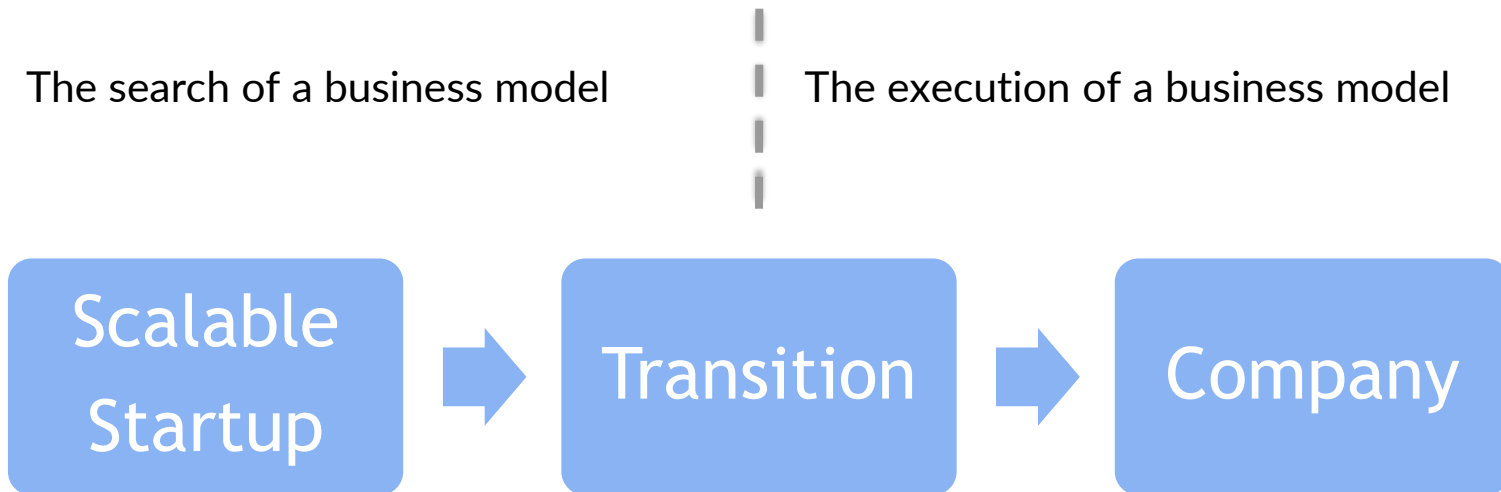 The search of a business model
The execution of a business model
Scalable
Startup
Transition
Company